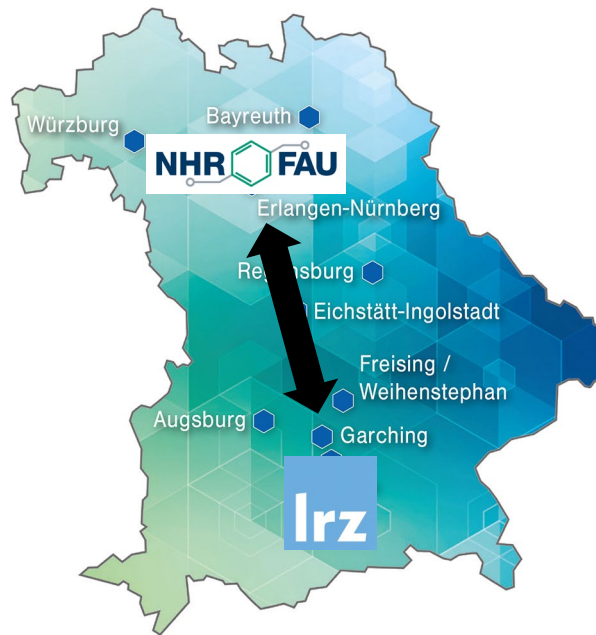 Bayreuth
Würzburg
NHR FAU
Erlangen-Nürnberg
Regensburg
Eichstätt-Ingolstadt
Freising /
Weihenstephan
Augsburg
Garching
lrz